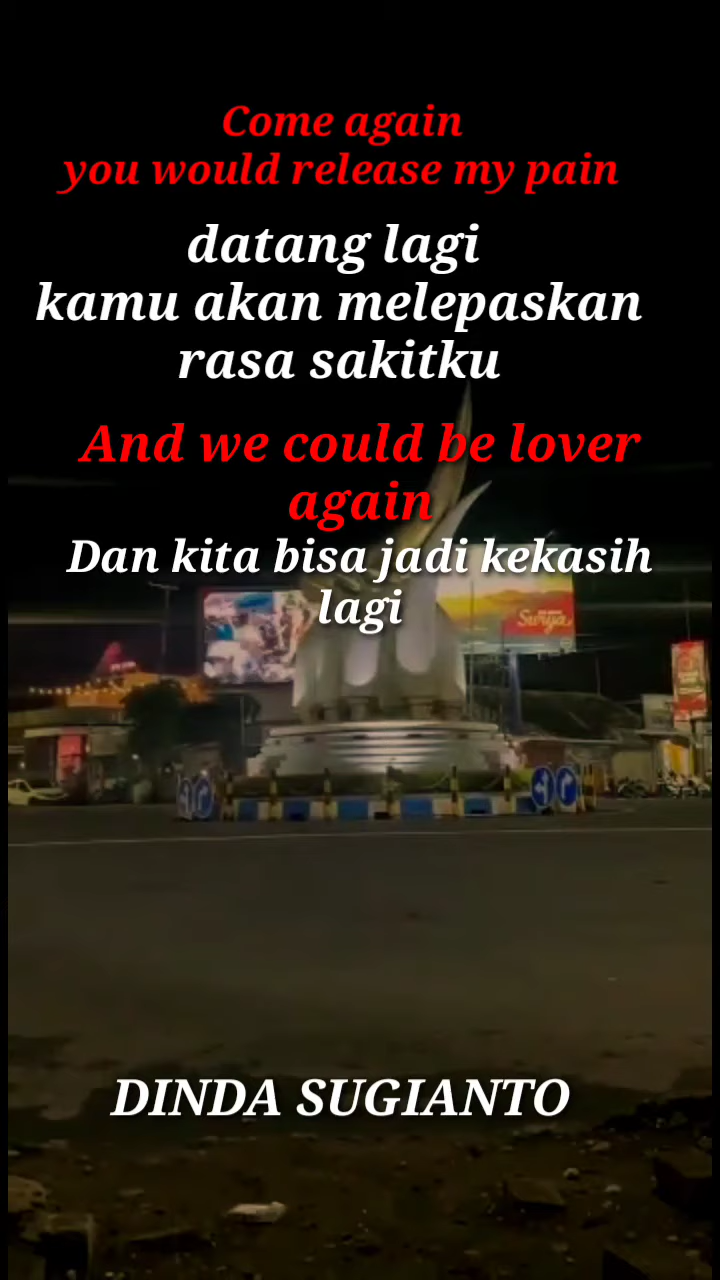 Come again
you would release my pain
datang lagi
kamu akan melepaskan
rasa sakitku
And we could be lover
again
Dan kita bisa jadi kekasih
lagi
Surya
DINDA SUGIANTO